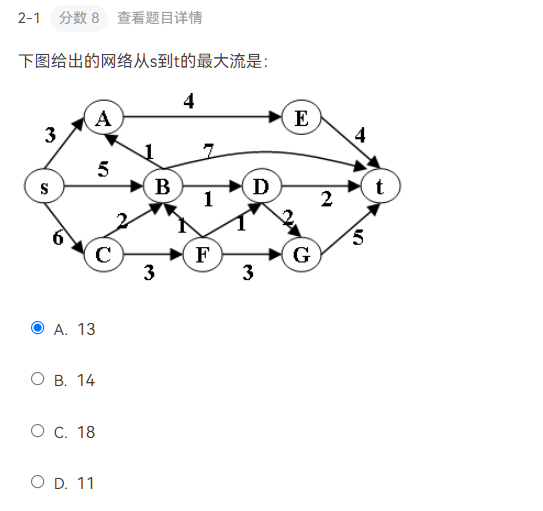 2-1 分数 8 查看题目详情
下图给出的网络从s到t的最大流是：
4
A E
3 4
1 7
5
s B D t
1 2
2 1 1 2
6 5
C F G
3 3
A. 13
B. 14
C. 18
D. 11